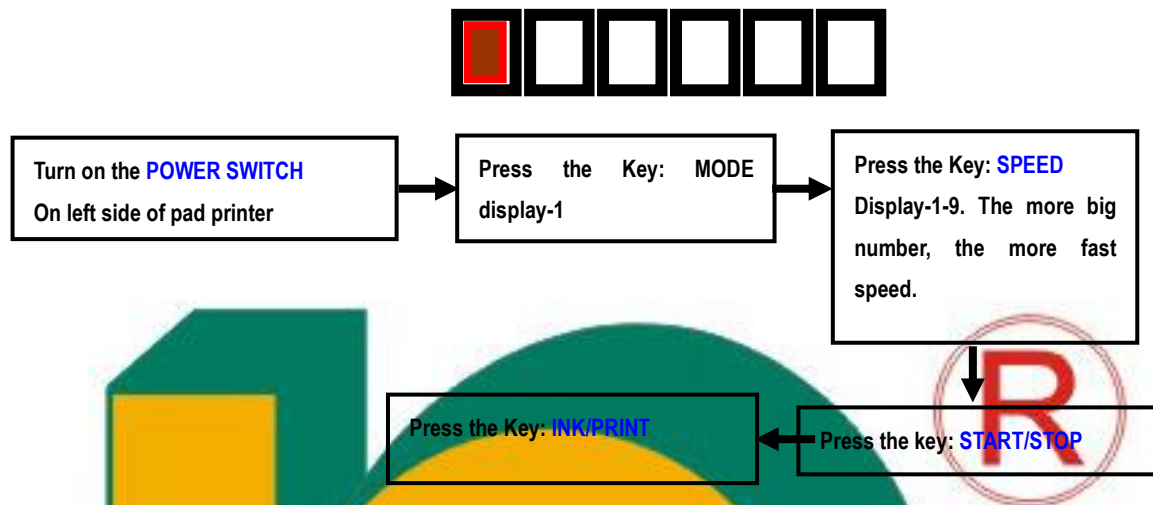 Turn on the POWER SWITCH
On left side of pad printer
Press the Key: MODE
display-1
Press the Key: SPEED
Display-1-9. The more big
number, the more fast
speed.
Press the key: START/STOP
Press the Key: INK/PRINT
R